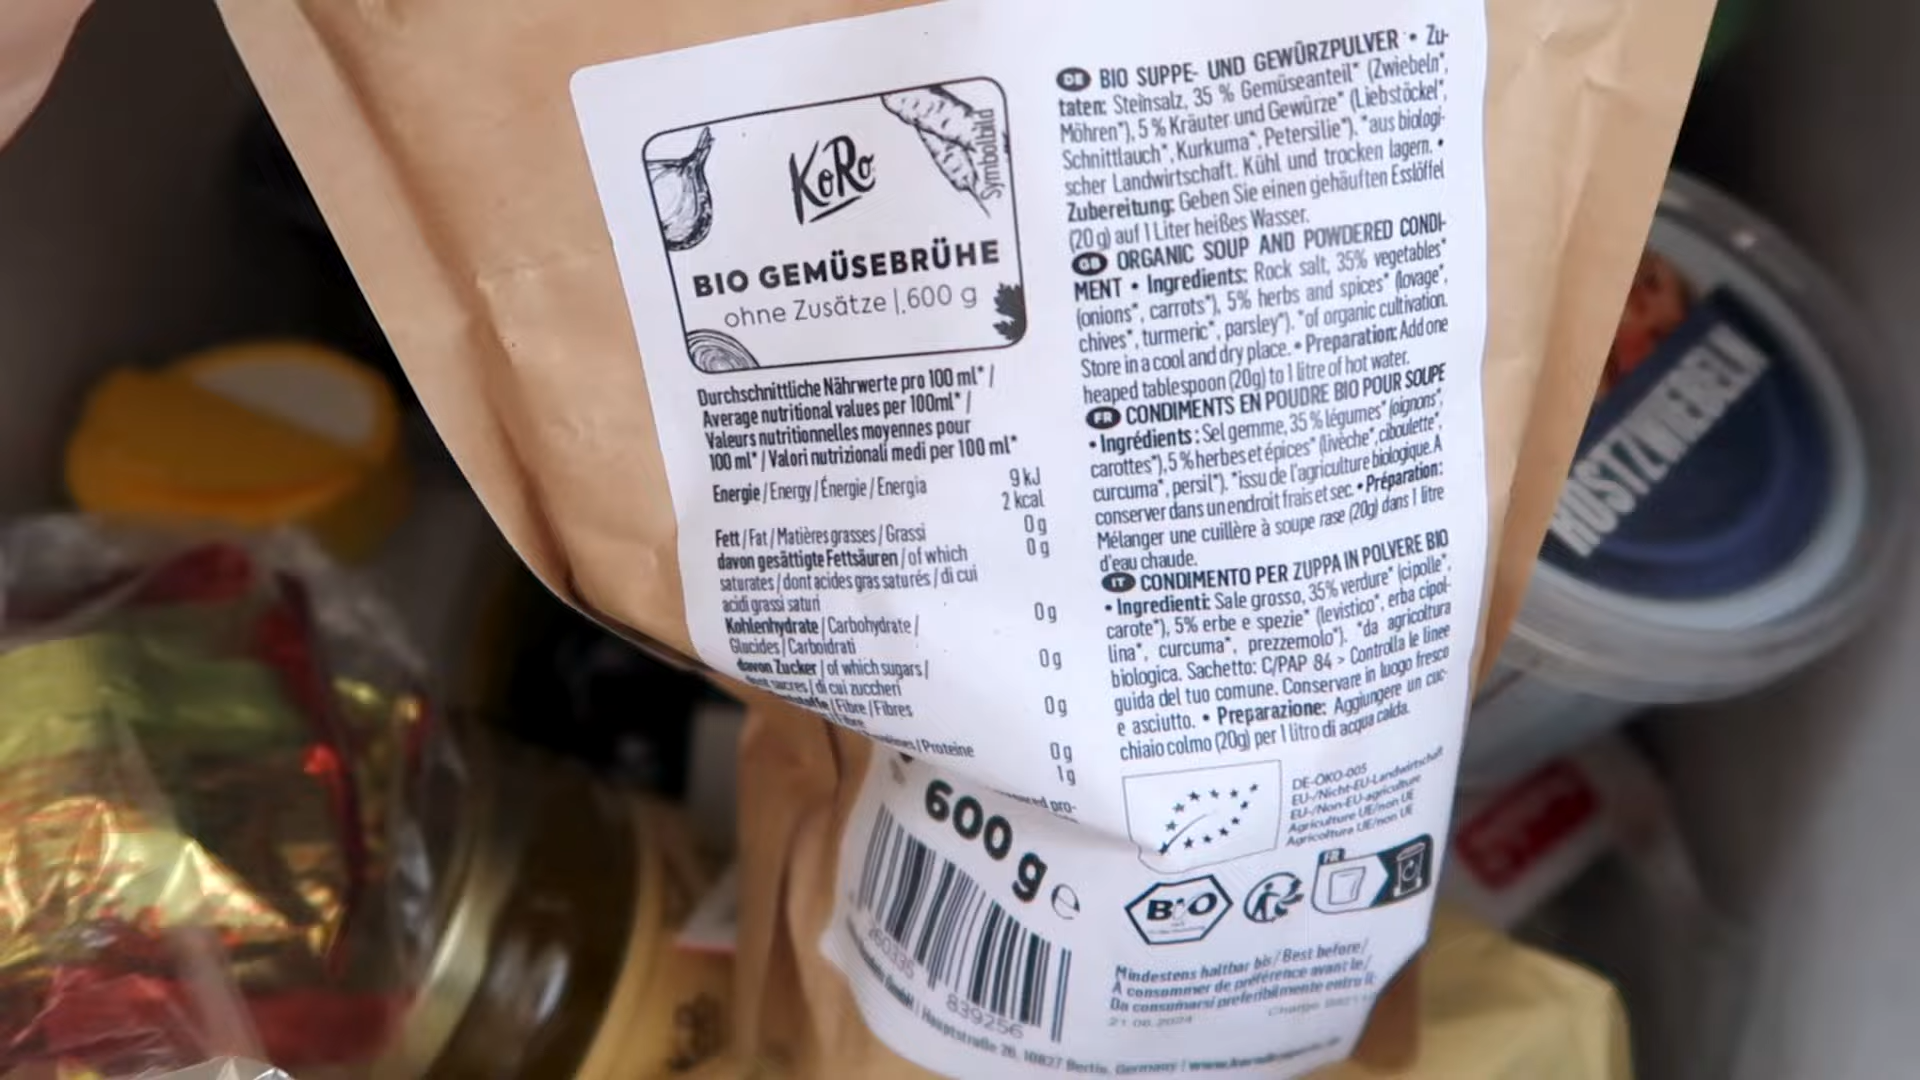 KoRo
Symbolbild
BIO GEMÜSEBRÜHE
ohne Zusätze | 600 g
Durchschnittliche Nährwerte pro 100 ml* /
Average nutritional values per 100ml* /
Valeurs nutritionnelles moyennes pour
100 ml* / Valori nutrizionali medi per 100 ml*
Energie / Energy / Énergie / Energia 9 kJ
2 kcal
Fett / Fat / Matières grasses / Grassi 0 g
davon gesättigte Fettsäuren / of which 0 g
saturates / dont acides gras saturés / di cui
acidi grassi saturi
Kohlenhydrate / Carbohydrate / 0 g
Glucides / Carboidrati
davon Zucker / of which sugars / 0 g
sucres / di cui zuccheri
/ Fibre / Fibres 0 g
/ Proteine 0 g
1 g
DE BIO SUPPE- UND GEWÜRZPULVER • Zu-
taten: Steinsalz, 35 % Gemüseanteil* (Zwiebeln*,
Möhren*), 5 % Kräuter und Gewürze* (Liebstöckel*,
Schnittlauch*, Kurkuma*, Petersilie*). *aus biologi-
scher Landwirtschaft. Kühl und trocken lagern. •
Zubereitung: Geben Sie einen gehäuften Esslöffel
(20 g) auf 1 Liter heißes Wasser.
GB ORGANIC SOUP AND POWDERED CONDI-
MENT • Ingredients: Rock salt, 35% vegetables*
(onions*, carrots*), 5% herbs and spices* (lovage*,
chives*, turmeric*, parsley*). *of organic cultivation.
Store in a cool and dry place. • Preparation: Add one
heaped tablespoon (20g) to 1 litre of hot water.
FR CONDIMENTS EN POUDRE BIO POUR SOUPE
• Ingrédients : Sel gemme, 35 % légumes* (oignons*,
carottes*), 5 % herbes et épices* (livèche*, ciboulette*,
curcuma*, persil*). *issu de l'agriculture biologique. A
conserver dans un endroit frais et sec. • Préparation:
Mélanger une cuillère à soupe rase (20g) dans 1 litre
d'eau chaude.
IT CONDIMENTO PER ZUPPA IN POLVERE BIO
• Ingredienti: Sale grosso, 35% verdure* (cipolle*,
carote*), 5% erbe e spezie* (levistico*, erba cipol-
lina*, curcuma*, prezzemolo*). *da agricoltura
biologica. Sachetto: C/PAP 84 > Controlla le linee
guida del tuo comune. Conservare in luogo fresco
e asciutto. • Preparazione: Aggiungere un cuc-
chiaio colmo (20g) per 1 litro di acqua calda.
DE-ÖKO-005
EU-/Nicht-EU-Landwirtschaft
EU-/Non-EU-agriculture
Agriculture UE/non UE
Agricoltura UE/non UE
600 g e
BIO
FR
839256
Mindestens haltbar bis / Best before /
À consommer de préférence avant le /
Da consumarsi preferibilmente entro il:
GmbH | Hauptstraße 26, 10827 Berlin, Germany
RÖSTZWIEBELN